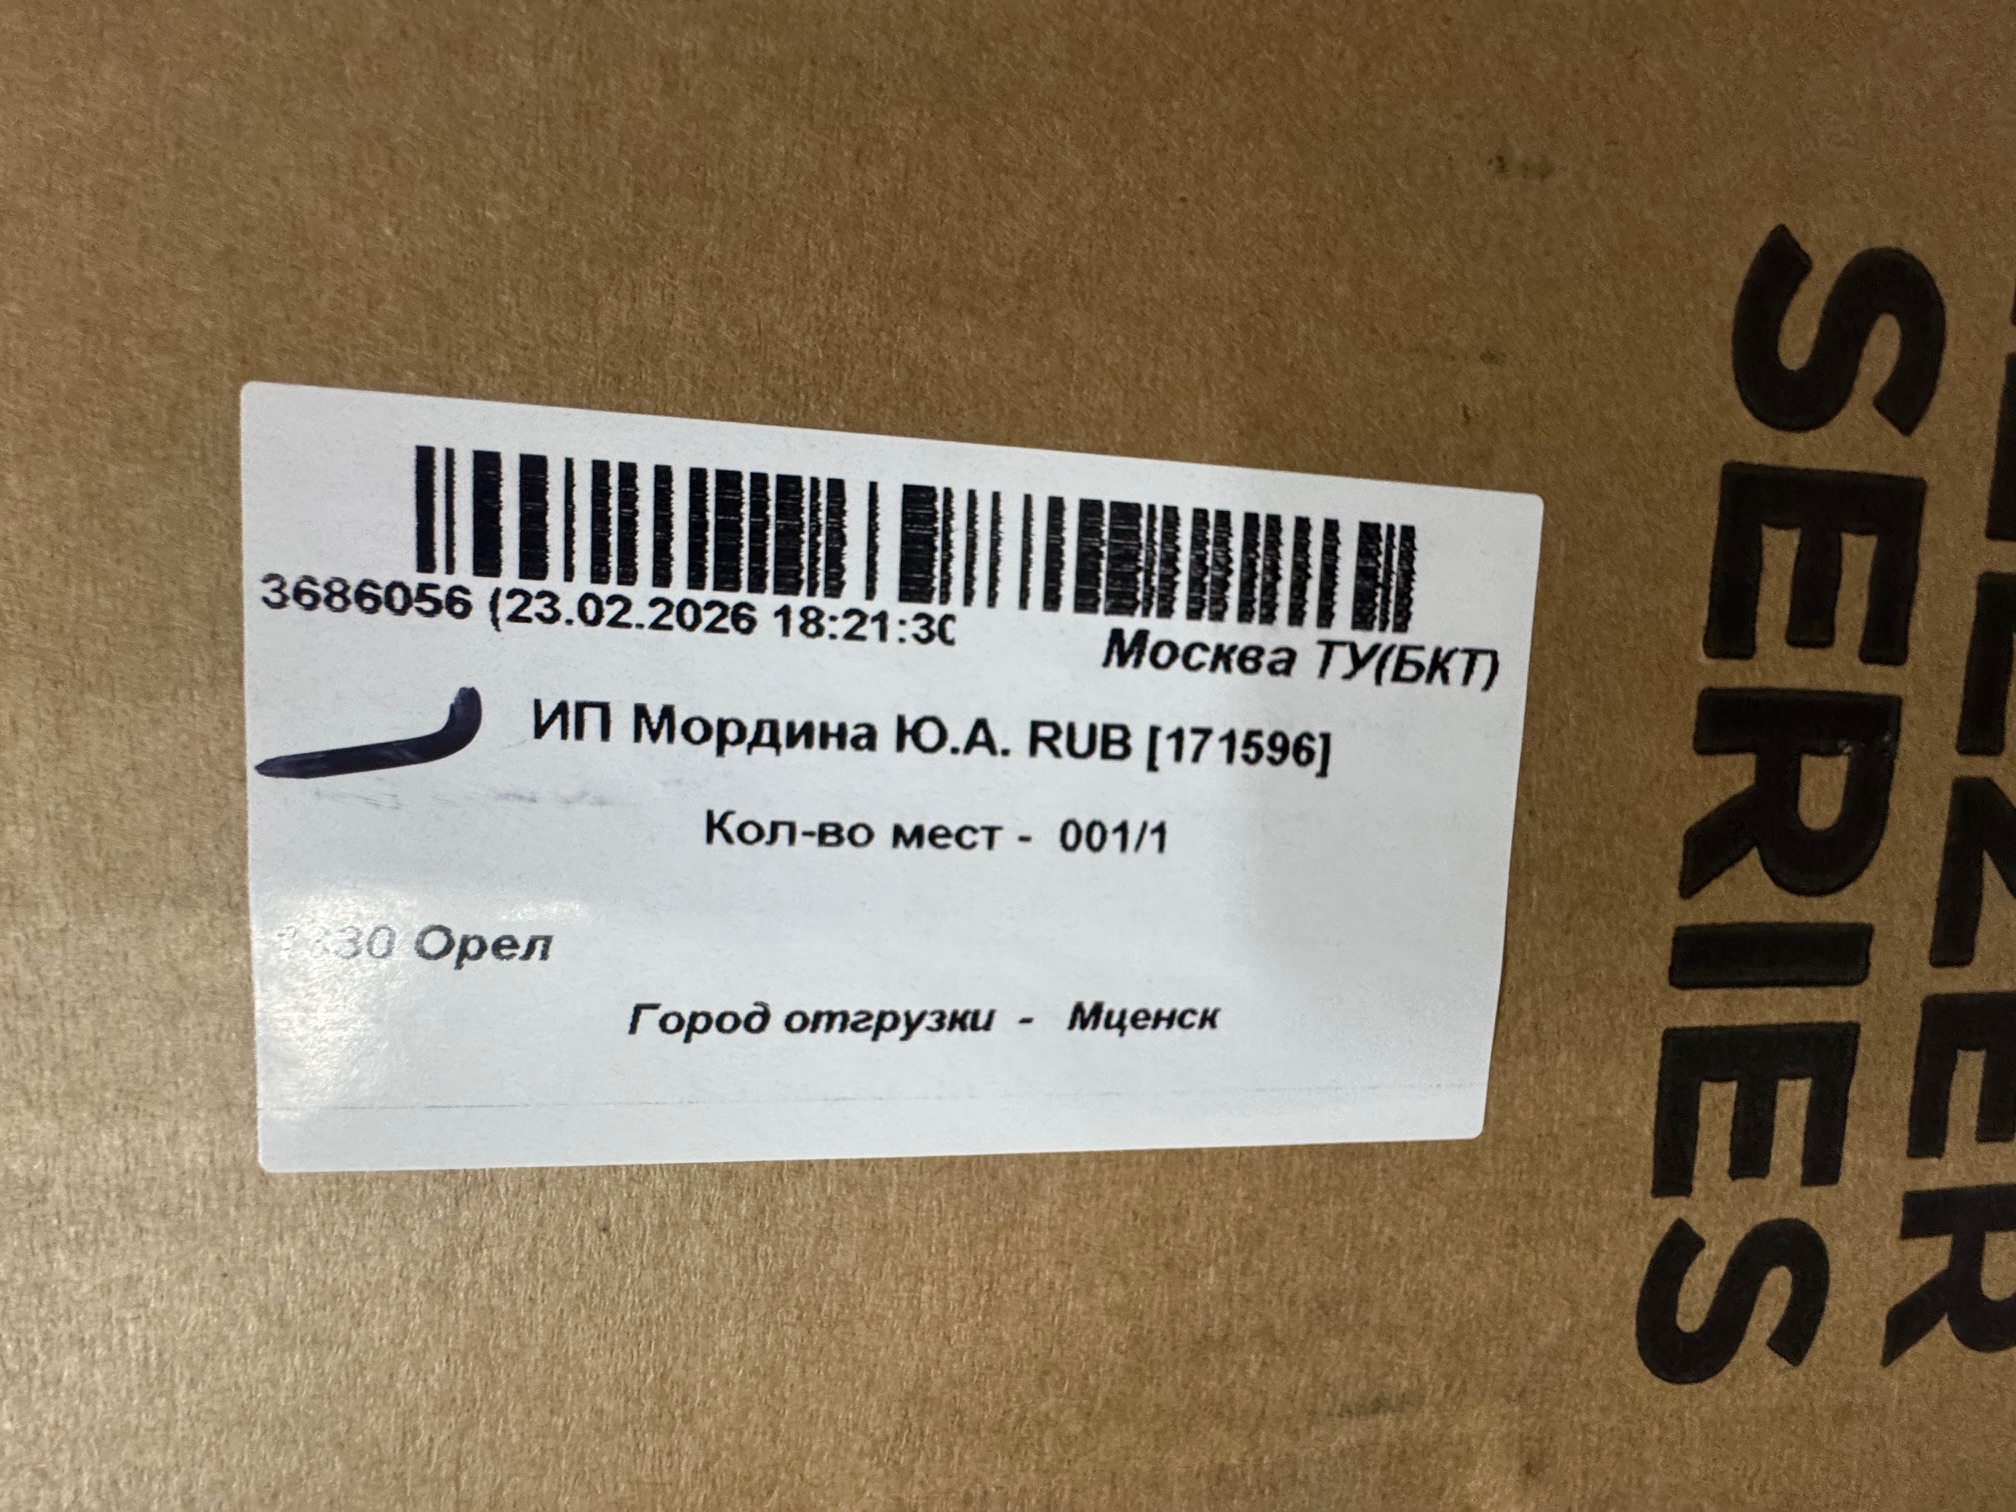 3686056 (23.02.2026 18:21:30
Москва ТУ(БКТ)
ИП Мордина Ю.А. RUB [171596]
Кол-во мест - 001/1
Орел
Город отгрузки - Мценск
SERIES